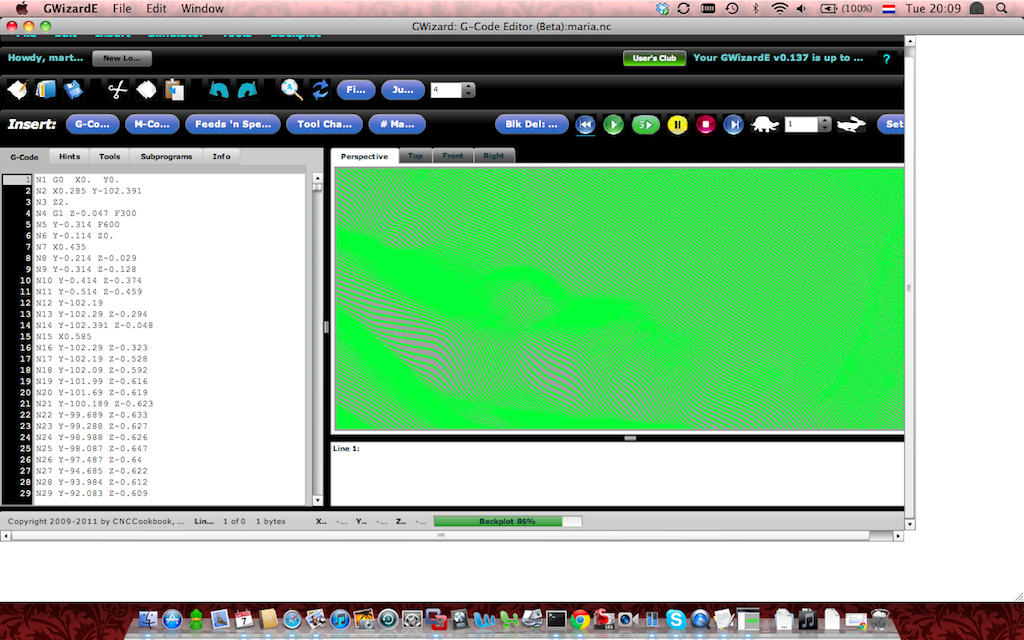 GWizardE File Edit Window (100%) Tue 20:09
GWizard: G-Code Editor (Beta):maria.nc
Howdy, mart... New Lo... User's Club Your GWizardE v0.137 is up to ... ?
Fi... Ju... 4
Insert: G-Co... M-Co... Feeds 'n Spe... Tool Cha... # Ma... Blk Del: ... 1 Set
G-Code Hints Tools Subprograms Info Perspective Top Front Right
1 N1 G0 X0. Y0.
2 N2 X0.285 Y-102.391
3 N3 Z2.
4 N4 G1 Z-0.047 F300
5 N5 Y-0.314 F600
6 N6 Y-0.114 Z0.
7 N7 X0.435
8 N8 Y-0.214 Z-0.029
9 N9 Y-0.314 Z-0.128
10 N10 Y-0.414 Z-0.374
11 N11 Y-0.514 Z-0.459
12 N12 Y-102.19
13 N13 Y-102.29 Z-0.294
14 N14 Y-102.391 Z-0.048
15 N15 X0.585
16 N16 Y-102.29 Z-0.323
17 N17 Y-102.19 Z-0.528
18 N18 Y-102.09 Z-0.592
19 N19 Y-101.99 Z-0.616
20 N20 Y-101.69 Z-0.619
21 N21 Y-100.189 Z-0.623
22 N22 Y-99.689 Z-0.633
23 N23 Y-99.288 Z-0.627
24 N24 Y-98.988 Z-0.626
25 N25 Y-98.087 Z-0.647
26 N26 Y-97.487 Z-0.64
27 N27 Y-94.685 Z-0.622
28 N28 Y-93.984 Z-0.612
29 N29 Y-92.083 Z-0.609
Line 1:
Copyright 2009-2011 by CNCCookbook, ... Lin... 1 of 0 1 bytes X.. -... Y.. -... Z.. -... Backplot 86%